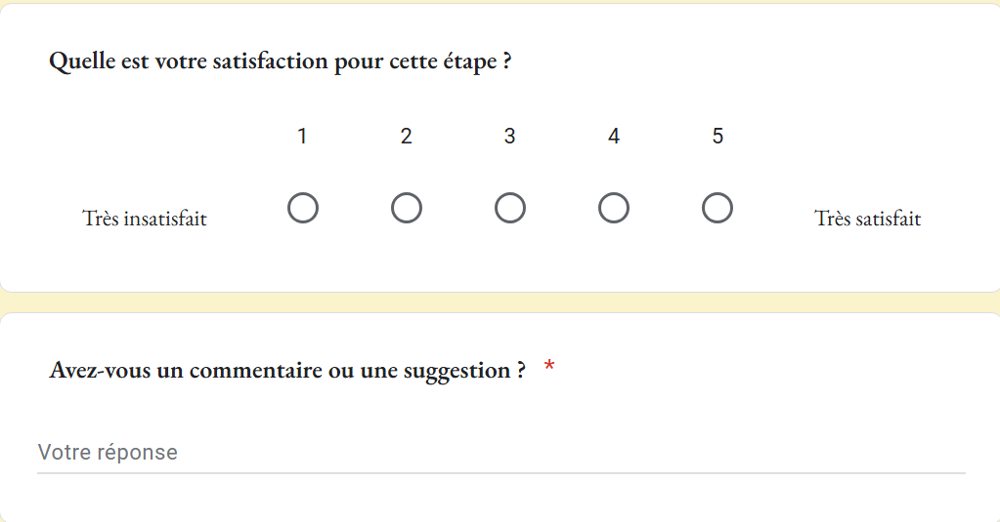 Quelle est votre satisfaction pour cette étape ?
1 2 3 4 5
Très insatisfait Très satisfait
Avez-vous un commentaire ou une suggestion ? *
Votre réponse